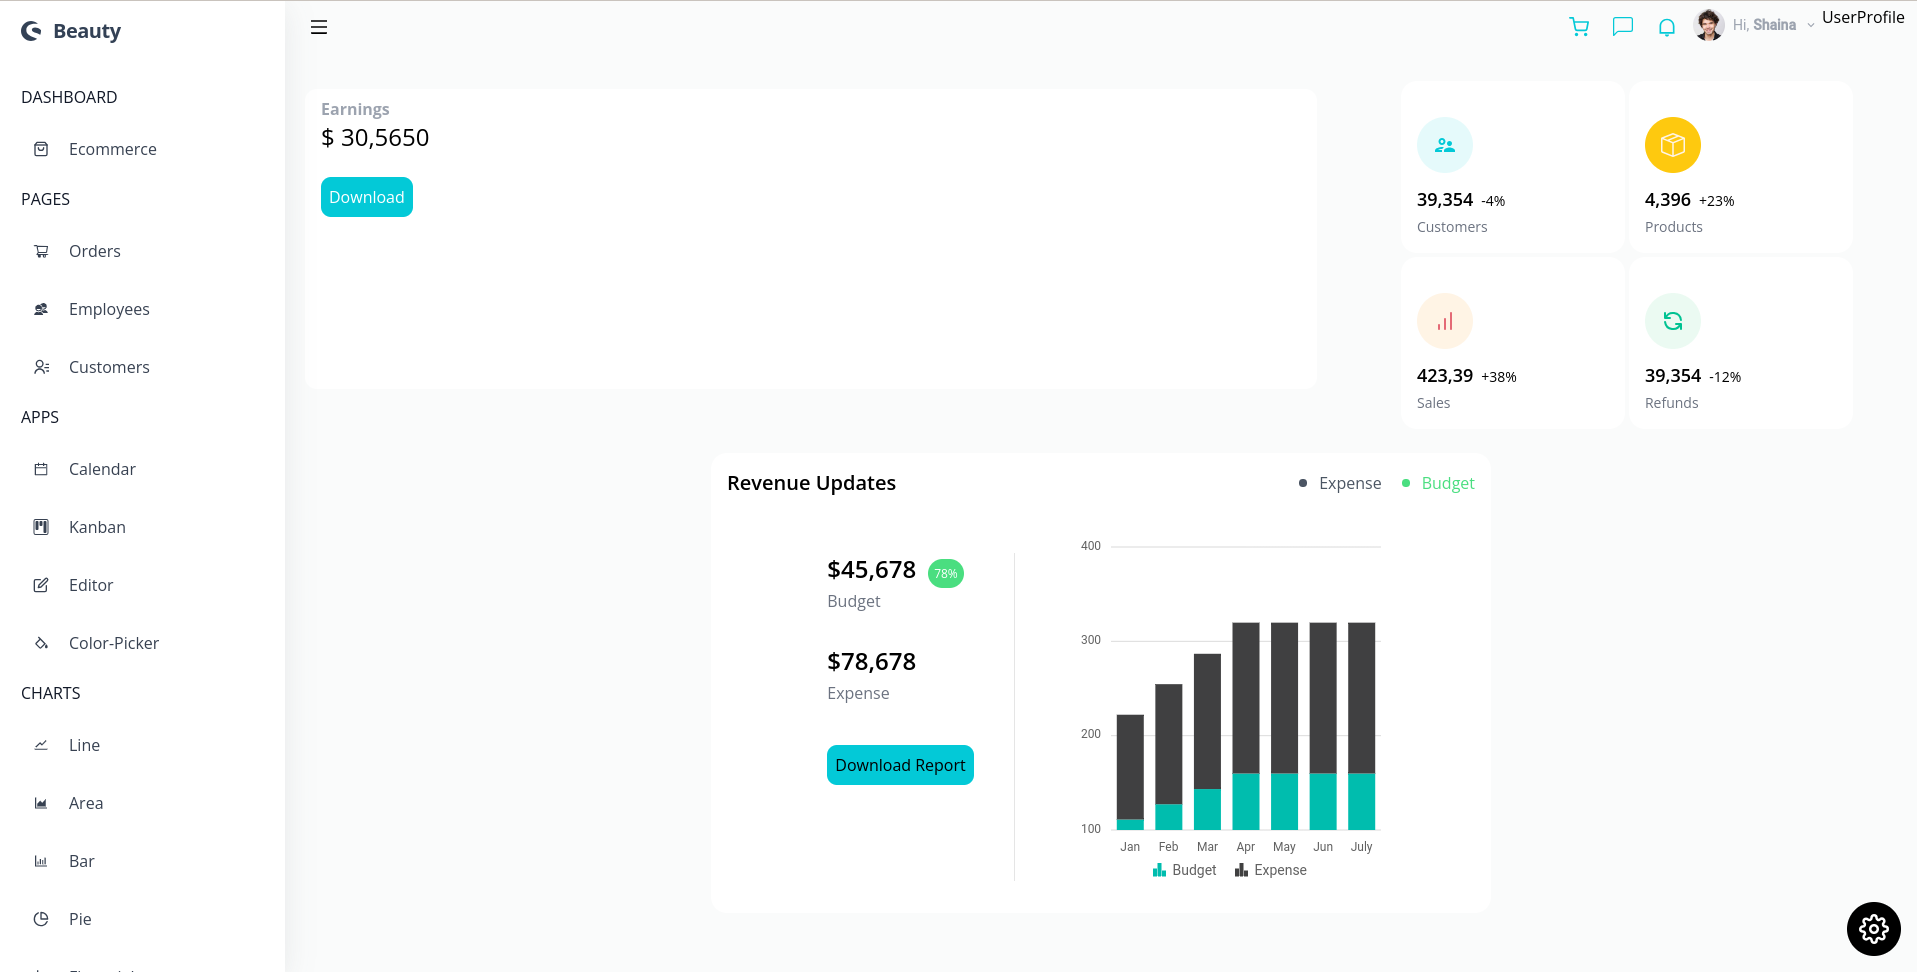 Beauty
DASHBOARD
Ecommerce
PAGES
Orders
Employees
Customers
APPS
Calendar
Kanban
Editor
Color-Picker
CHARTS
Line
Area
Bar
Pie
Hi, Shaina
UserProfile
Earnings
$ 30,5650
Download
39,354 -4%
Customers
4,396 +23%
Products
423,39 +38%
Sales
39,354 -12%
Refunds
Revenue Updates
Expense
Budget
$45,678 78%
Budget
$78,678
Expense
Download Report
400
300
200
100
Jan Feb Mar Apr May Jun July
Budget Expense